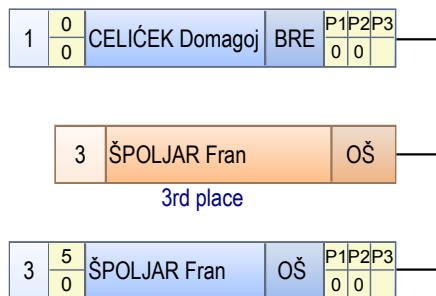 1 0 0 CELIĆEK Domagoj BRE P1 P2 P3 0 0
3 ŠPOLJAR Fran OŠ
3rd place
3 5 0 ŠPOLJAR Fran OŠ P1 P2 P3 0 0